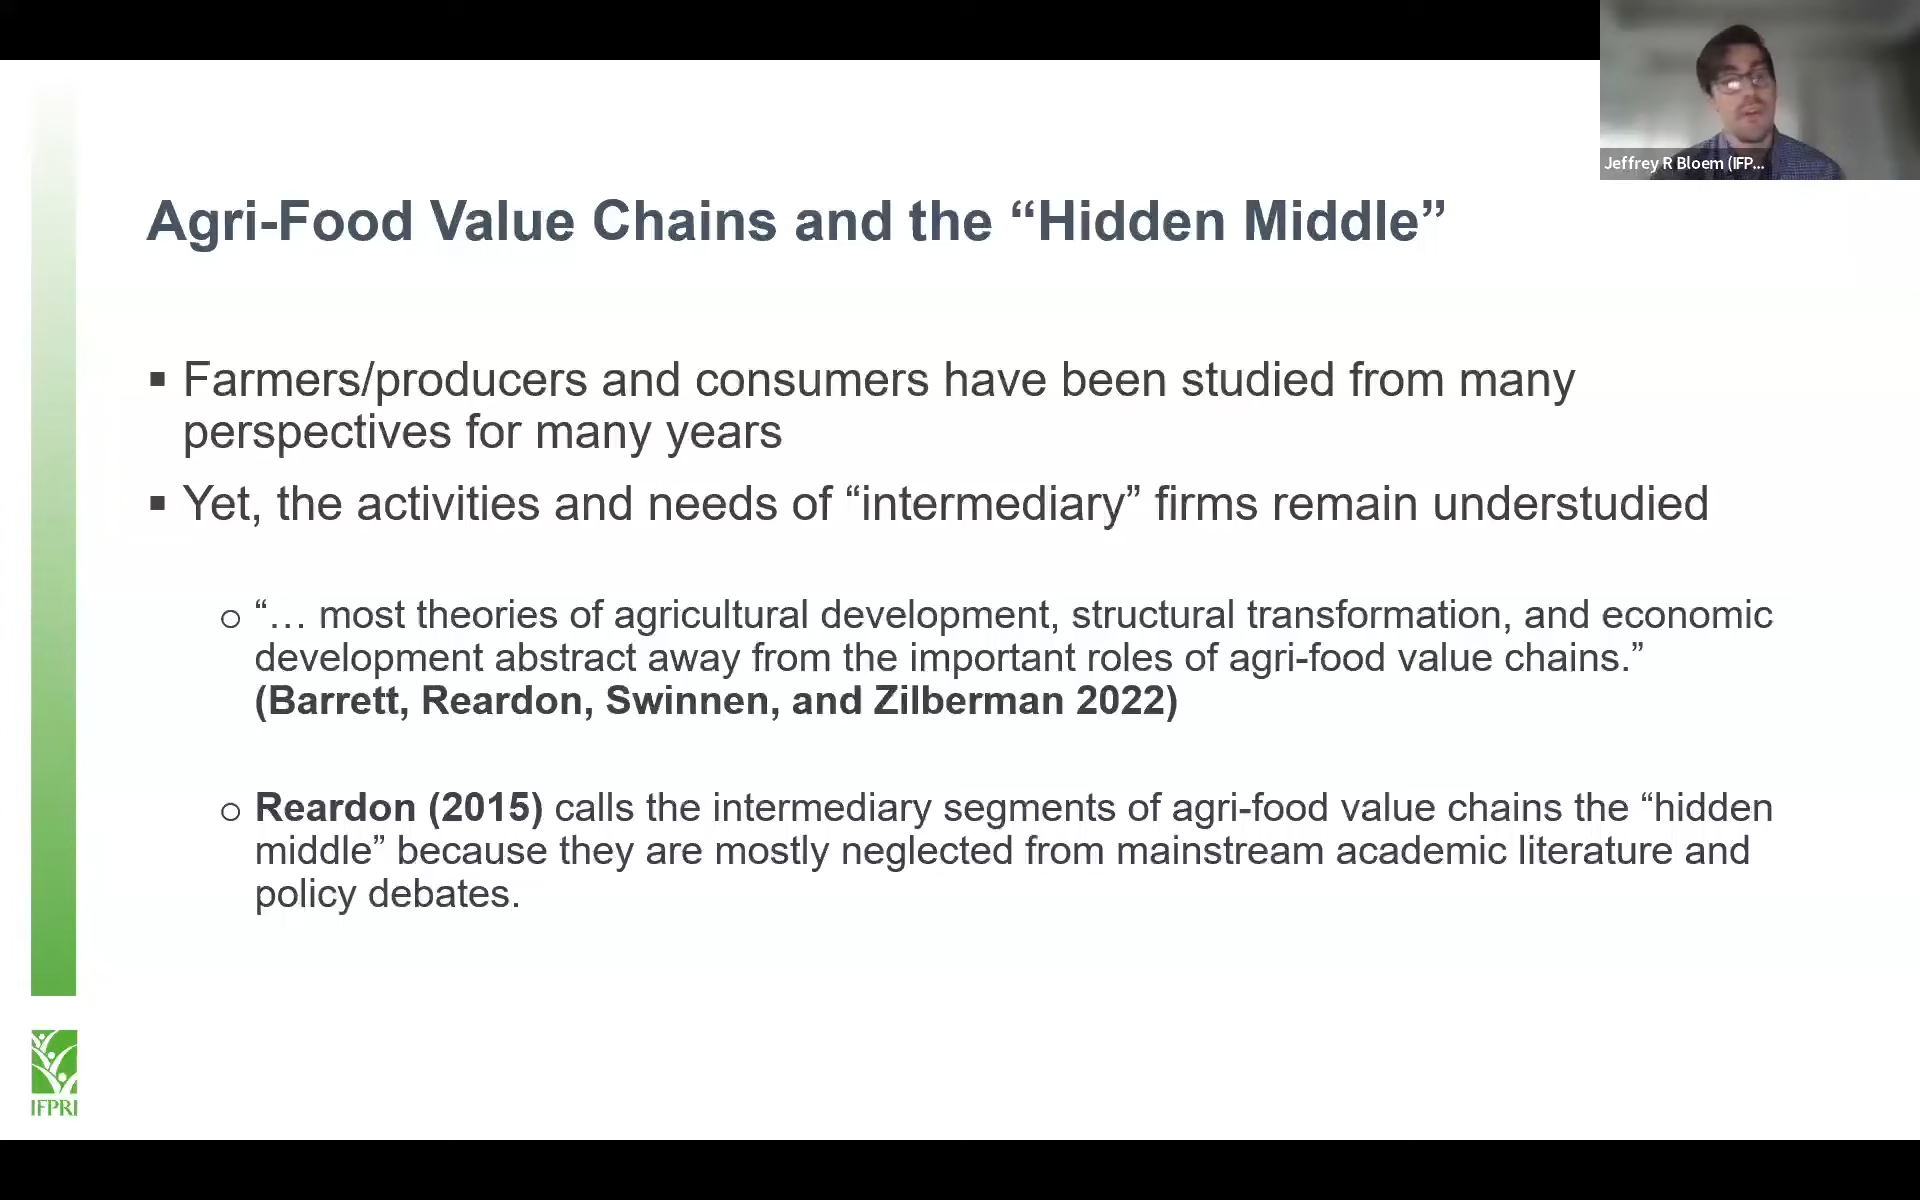 Jeffrey R Bloem (IFP...
Agri-Food Value Chains and the “Hidden Middle”
▪ Farmers/producers and consumers have been studied from many
perspectives for many years
▪ Yet, the activities and needs of “intermediary” firms remain understudied
o “… most theories of agricultural development, structural transformation, and economic
development abstract away from the important roles of agri-food value chains.”
(Barrett, Reardon, Swinnen, and Zilberman 2022)
o Reardon (2015) calls the intermediary segments of agri-food value chains the “hidden
middle” because they are mostly neglected from mainstream academic literature and
policy debates.
IFPRI